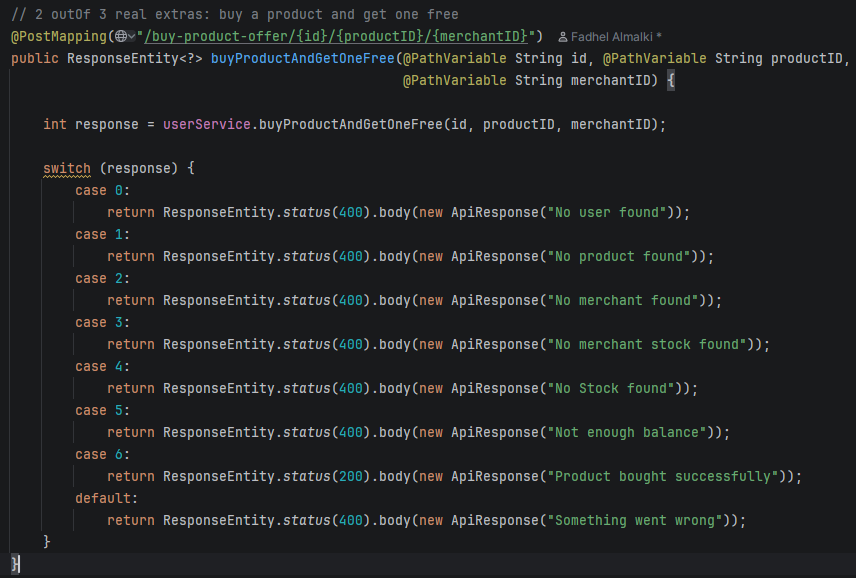 // 2 outOf 3 real extras: buy a product and get one free
@PostMapping("/buy-product-offer/{id}/{productID}/{merchantID}") Fadhel Almalki *
public ResponseEntity<?> buyProductAndGetOneFree(@PathVariable String id, @PathVariable String productID,
@PathVariable String merchantID) {
int response = userService.buyProductAndGetOneFree(id, productID, merchantID);
switch (response) {
case 0:
return ResponseEntity.status(400).body(new ApiResponse("No user found"));
case 1:
return ResponseEntity.status(400).body(new ApiResponse("No product found"));
case 2:
return ResponseEntity.status(400).body(new ApiResponse("No merchant found"));
case 3:
return ResponseEntity.status(400).body(new ApiResponse("No merchant stock found"));
case 4:
return ResponseEntity.status(400).body(new ApiResponse("No Stock found"));
case 5:
return ResponseEntity.status(400).body(new ApiResponse("Not enough balance"));
case 6:
return ResponseEntity.status(200).body(new ApiResponse("Product bought successfully"));
default:
return ResponseEntity.status(400).body(new ApiResponse("Something went wrong"));
}
}